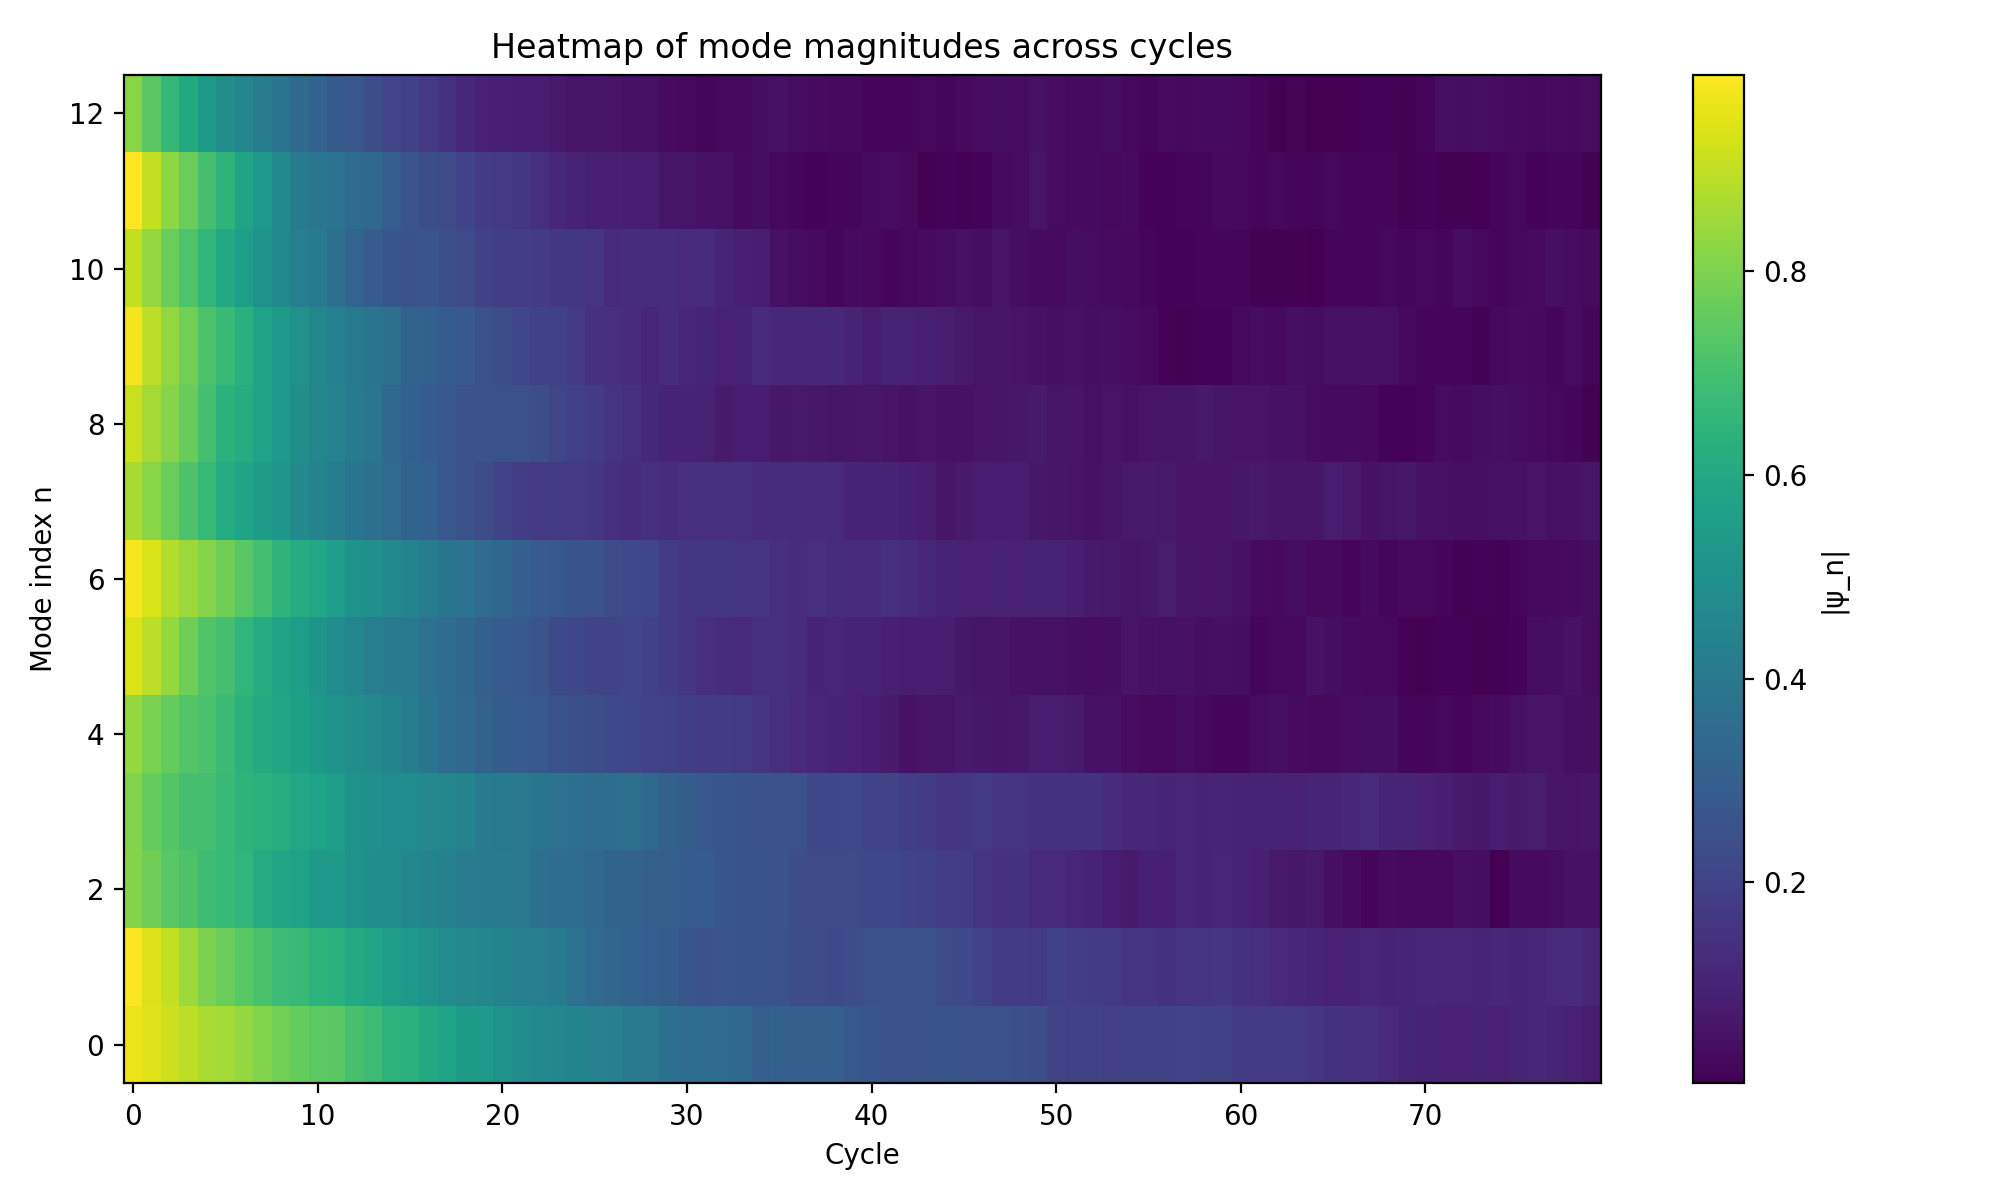 Heatmap of mode magnitudes across cycles
12
10
8
6
4
2
0
Mode index n
0 10 20 30 40 50 60 70
Cycle
0.8
0.6
0.4
0.2
|ψ_n|